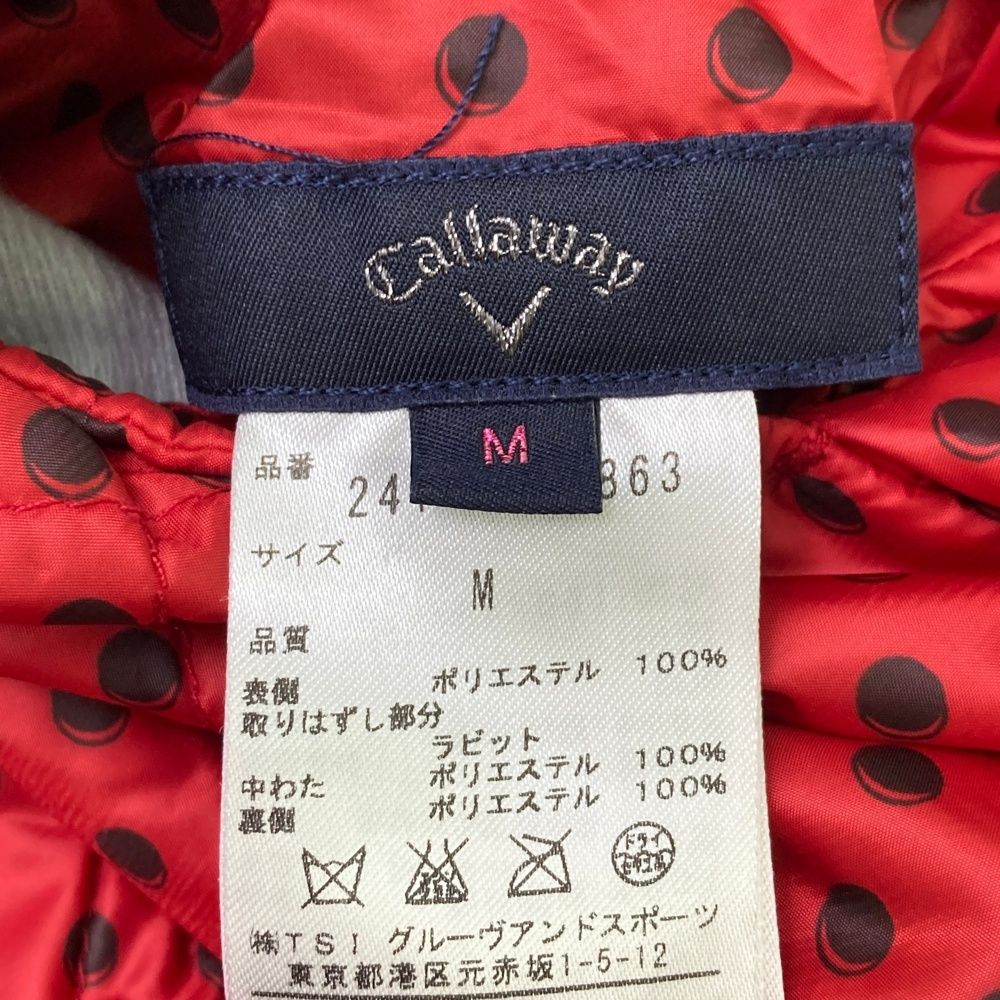 Callaway
M
品番
24 863
サイズ
M
品質
表側 ポリエステル 100%
取りはずし部分
ラビット
中わた ポリエステル 100%
裏側 ポリエステル 100%
ドライ
(株)TSI グルーヴアンドスポーツ
東京都港区元赤坂1-5-12